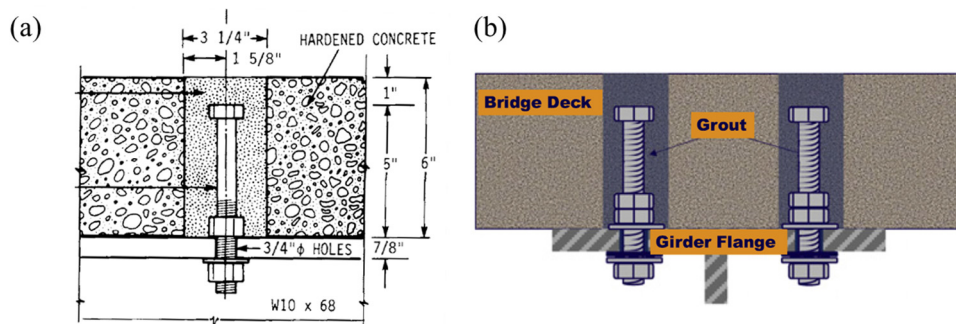 (a)
3 1/4"
HARDENED CONCRETE
1 5/8"
1"
5"
6"
3/4" φ HOLES
7/8"
W10 x 68
(b)
Bridge Deck
Grout
Girder Flange